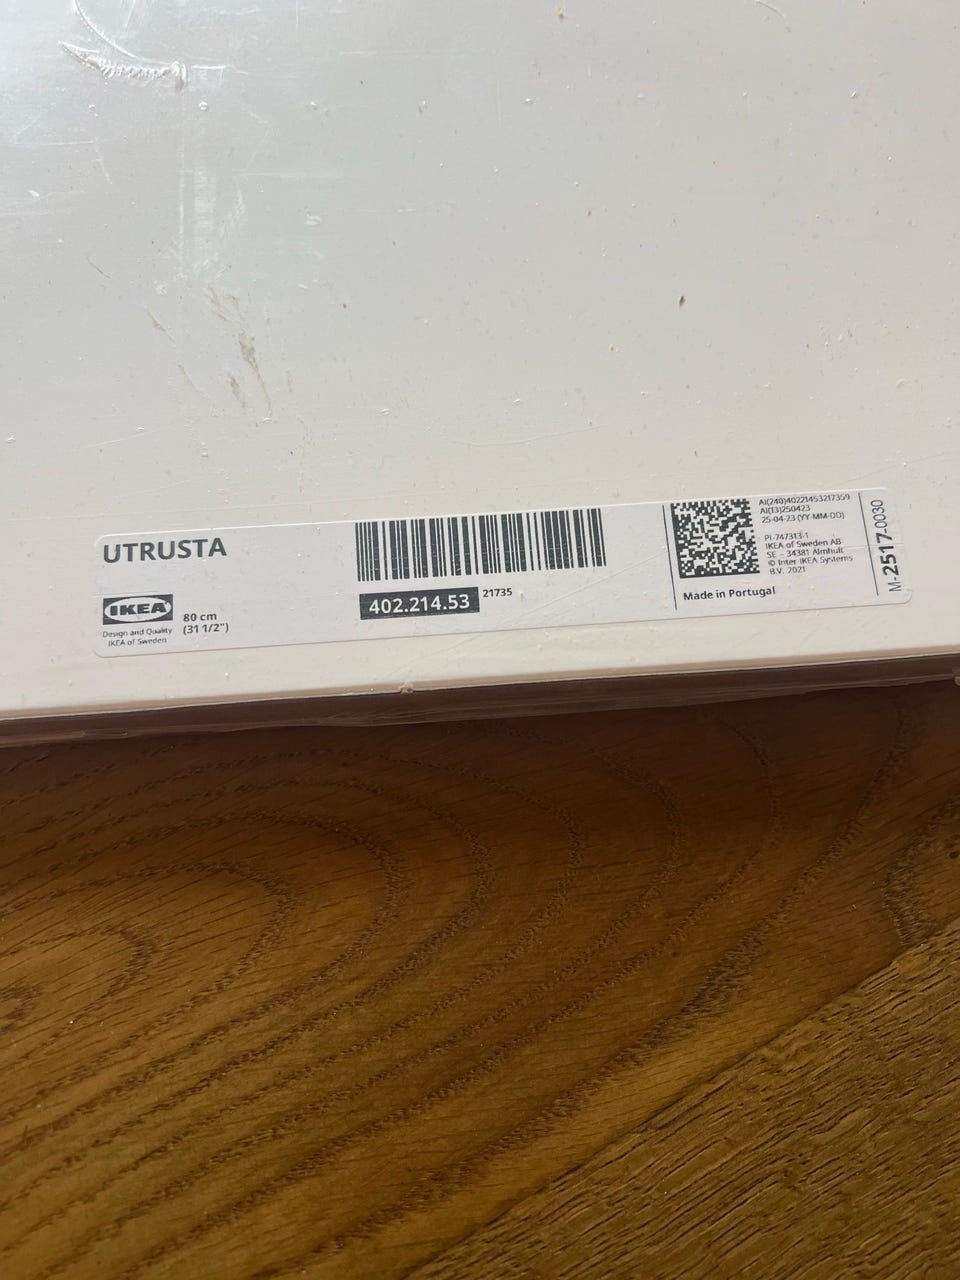 UTRUSTA
IKEA
Design and Quality
IKEA of Sweden
80 cm
(31 1/2")
402.214.53
21735
AI(240)40221453217359
AI(13)250423
25-04-23 (YY-MM-DD)
PI-747313-1
IKEA of Sweden AB
SE - 34381 Älmhult
© Inter IKEA Systems
B.V. 2021
Made in Portugal
M-2517-0030